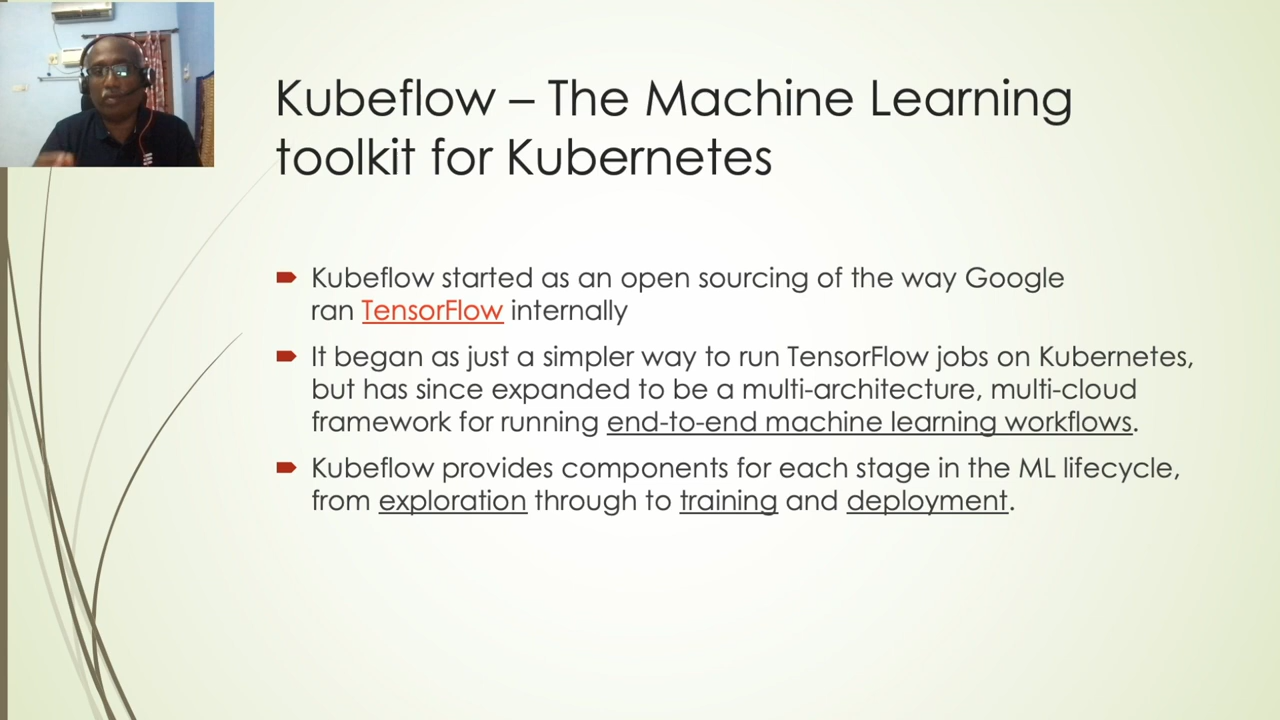 Kubeflow – The Machine Learning
toolkit for Kubernetes
Kubeflow started as an open sourcing of the way Google
ran TensorFlow internally
It began as just a simpler way to run TensorFlow jobs on Kubernetes,
but has since expanded to be a multi-architecture, multi-cloud
framework for running end-to-end machine learning workflows.
Kubeflow provides components for each stage in the ML lifecycle,
from exploration through to training and deployment.